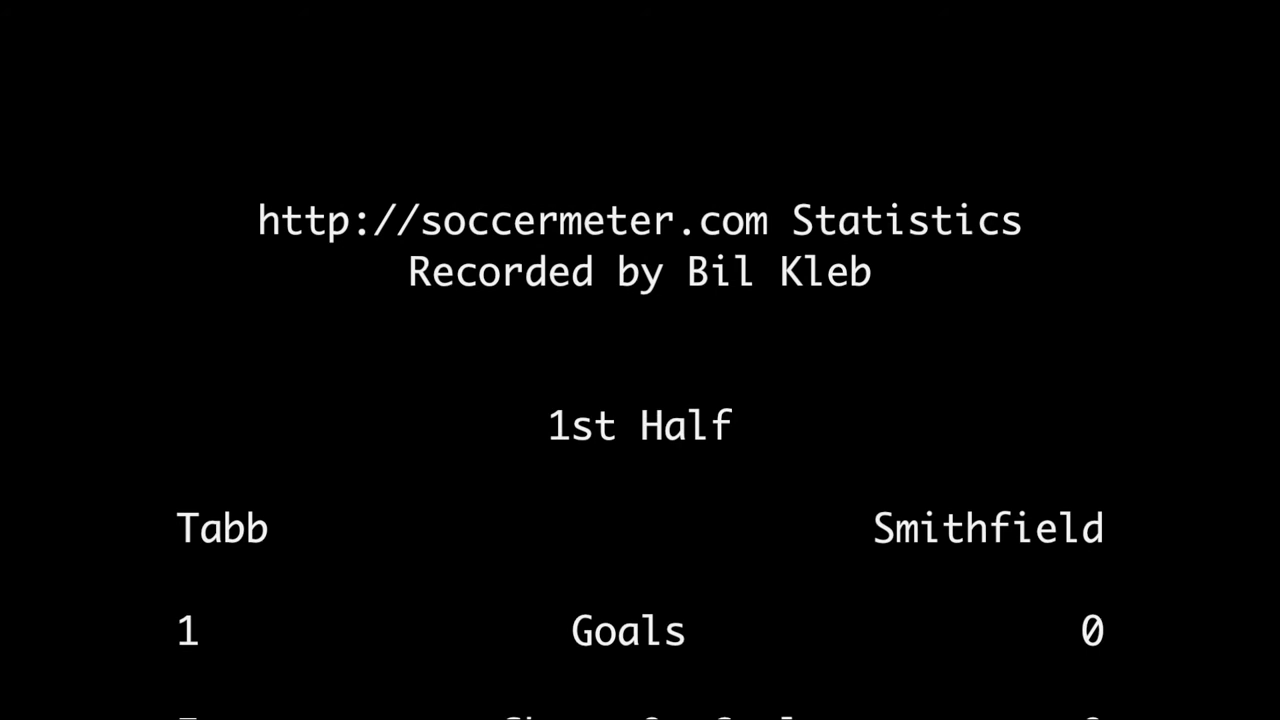 http://soccermeter.com Statistics
Recorded by Bil Kleb
1st Half
Tabb Smithfield
1 Goals 0